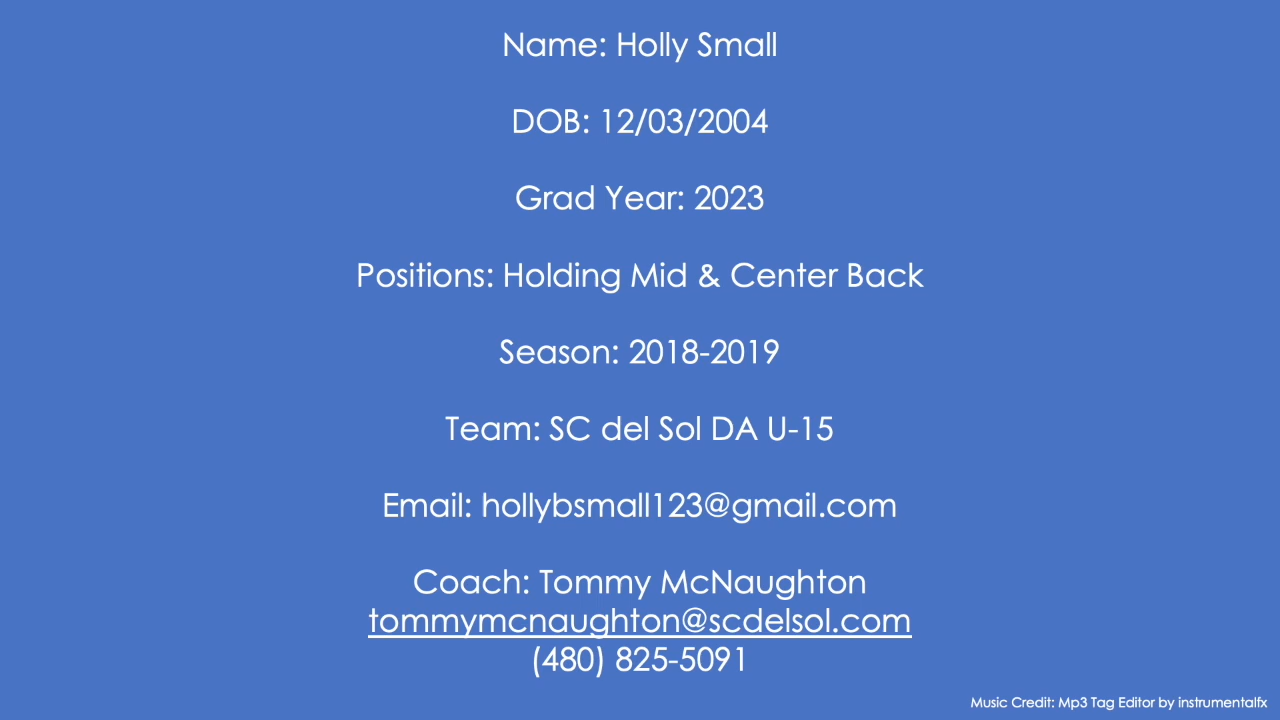 Name: Holly Small
DOB: 12/03/2004
Grad Year: 2023
Positions: Holding Mid & Center Back
Season: 2018-2019
Team: SC del Sol DA U-15
Email: hollybsmall123@gmail.com
Coach: Tommy McNaughton
tommymcnaughton@scdelsol.com
(480) 825-5091
Music Credit: Mp3 Tag Editor by instrumentalfx